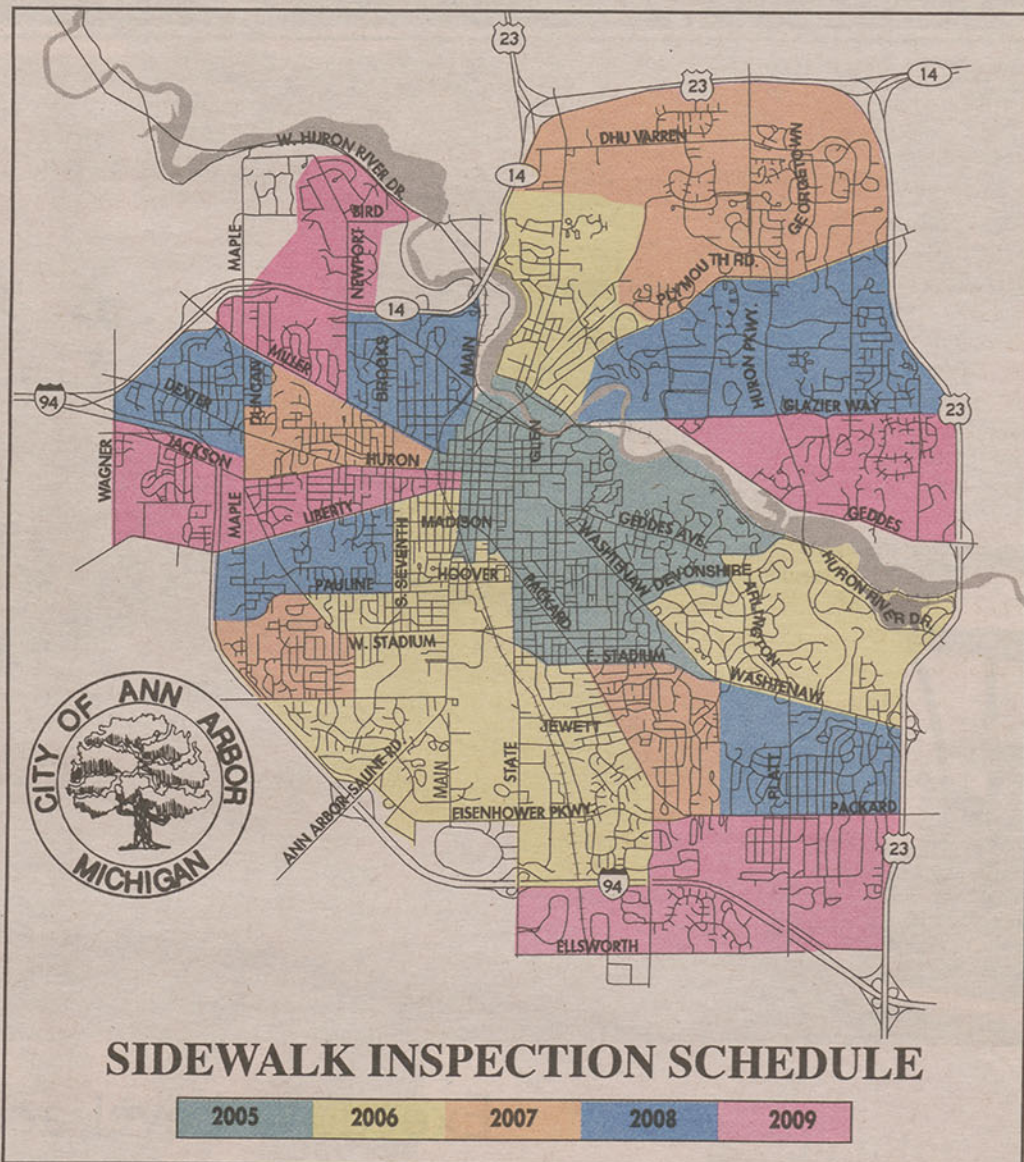 23
23
14
DHU VARREN
GEORGETOWN
W. HURON RIVER DR.
14
BIRD
MAPLE
NEWPORT
PLYMOUTH RD.
14
MAIN
HURON PKWY.
MILLER
BROOKS
DUNCAN
DEXTER
94
GLAZIER WAY
23
JACKSON
HURON
GLEN
WAGNER
MAPLE
LIBERTY
MADISON
GEDDES AVE.
GEDDES
WASHTENAW
S. SEVENTH
PAULINE
HOOVER
PACKARD
DEVONSHIRE
ARLINGTON
HURON RIVER DR.
W. STADIUM
E. STADIUM
WASHTENAW
JEWETT
STATE
MAIN
ANN ARBOR-SALINE RD
PLATT
PACKARD
EISENHOWER PKWY.
23
94
ELLSWORTH
CITY OF ANN ARBOR
MICHIGAN
SIDEWALK INSPECTION SCHEDULE
2005 2006 2007 2008 2009